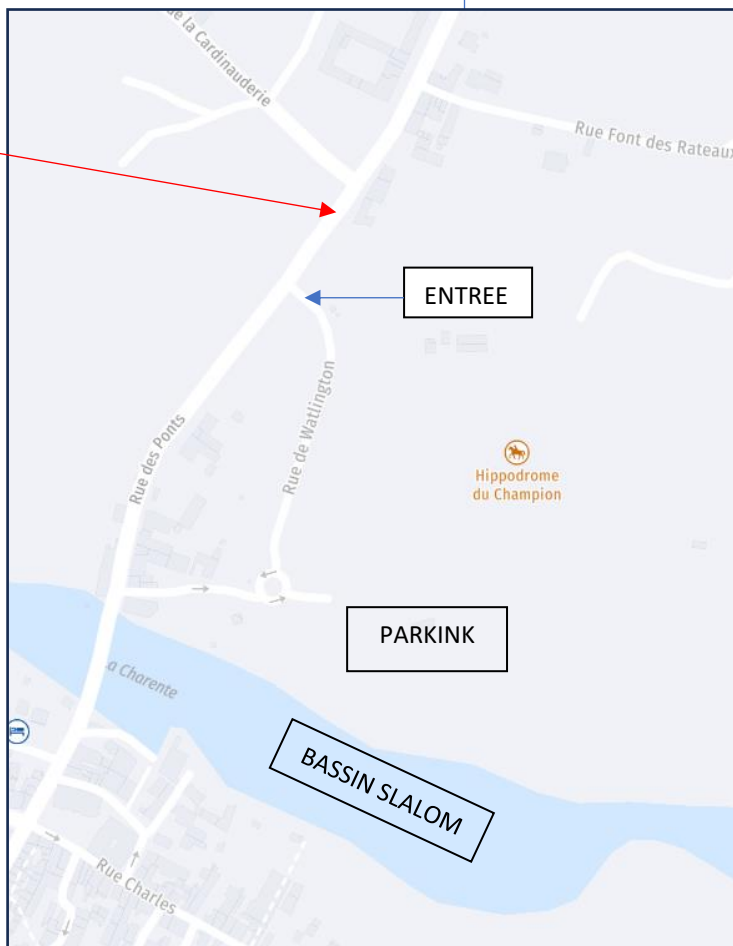 de la Cardinauderie
Rue Font des Rateaux
ENTREE
Rue de Watlington
Rue des Ponts
Hippodrome
du Champion
PARKINK
a Charente
BASSIN SLALOM
Rue Charles